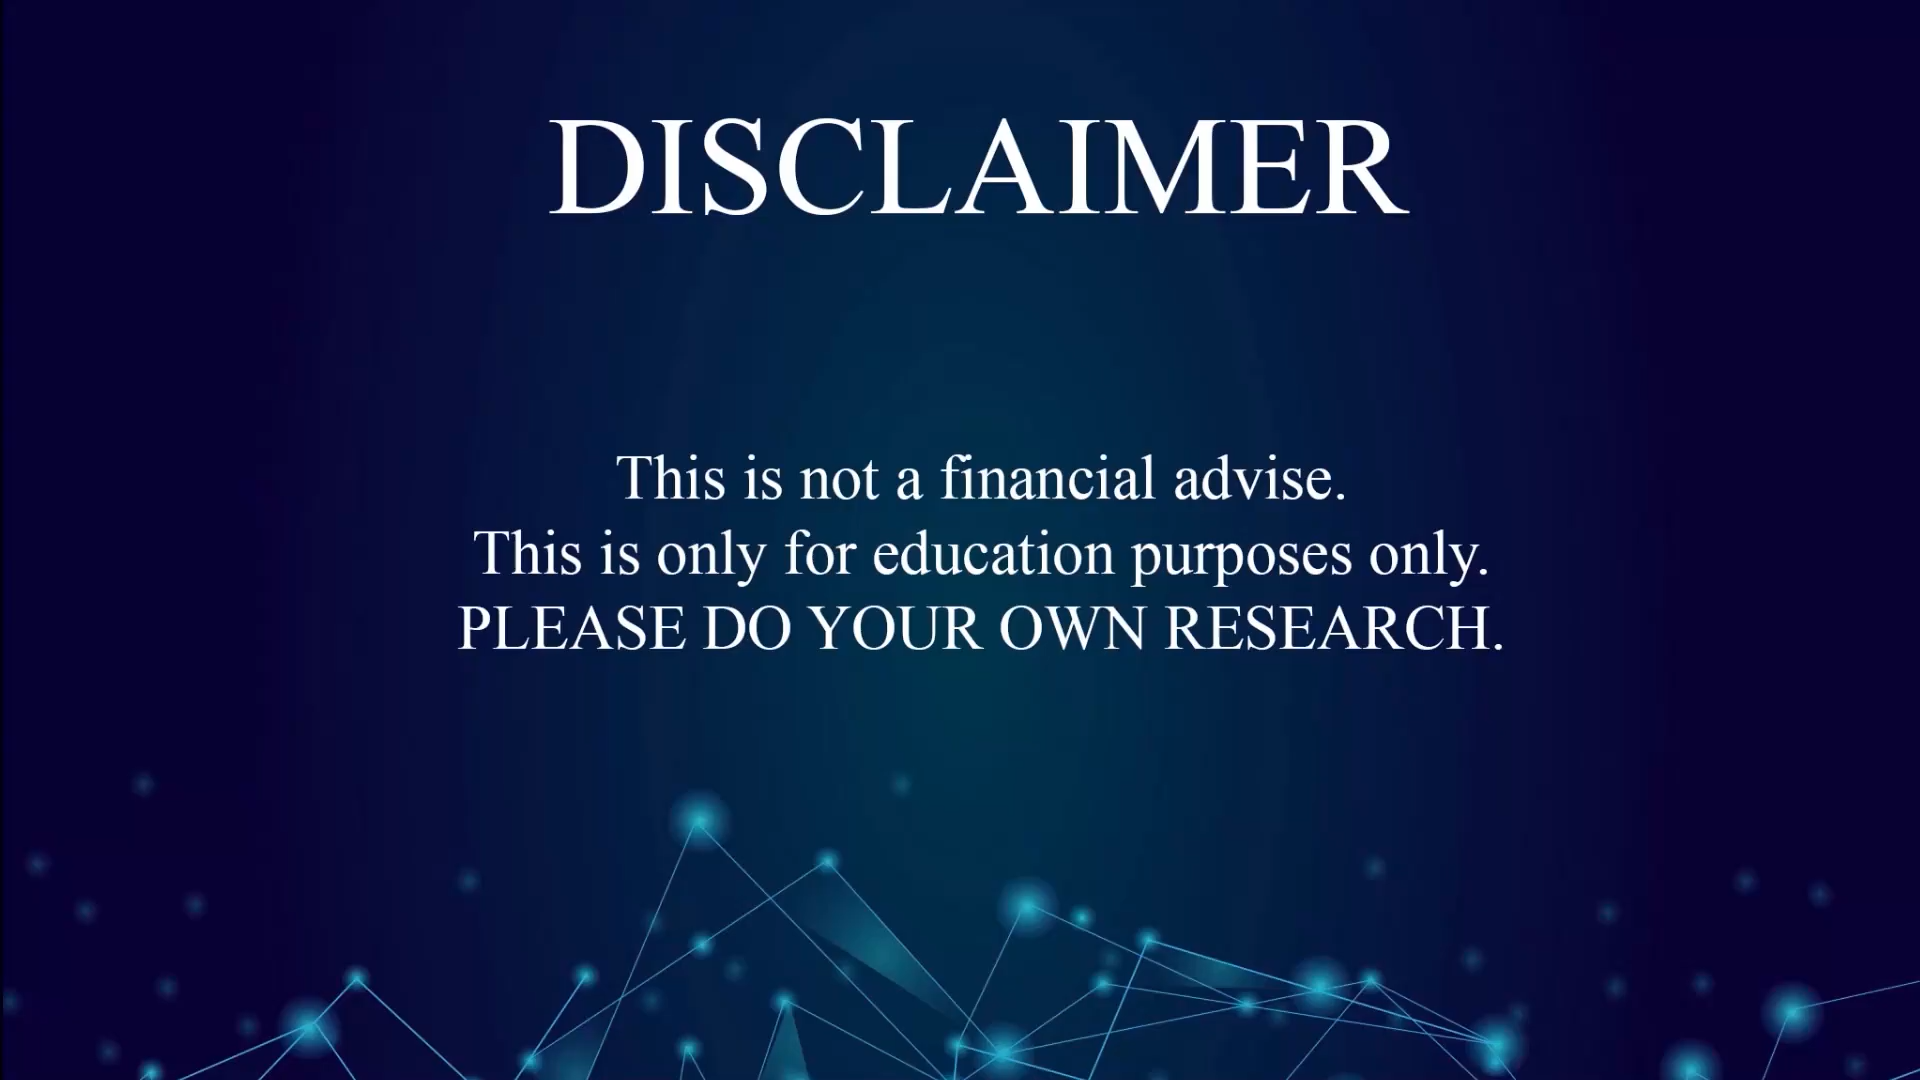 DISCLAIMER
This is not a financial advise.
This is only for education purposes only.
PLEASE DO YOUR OWN RESEARCH.